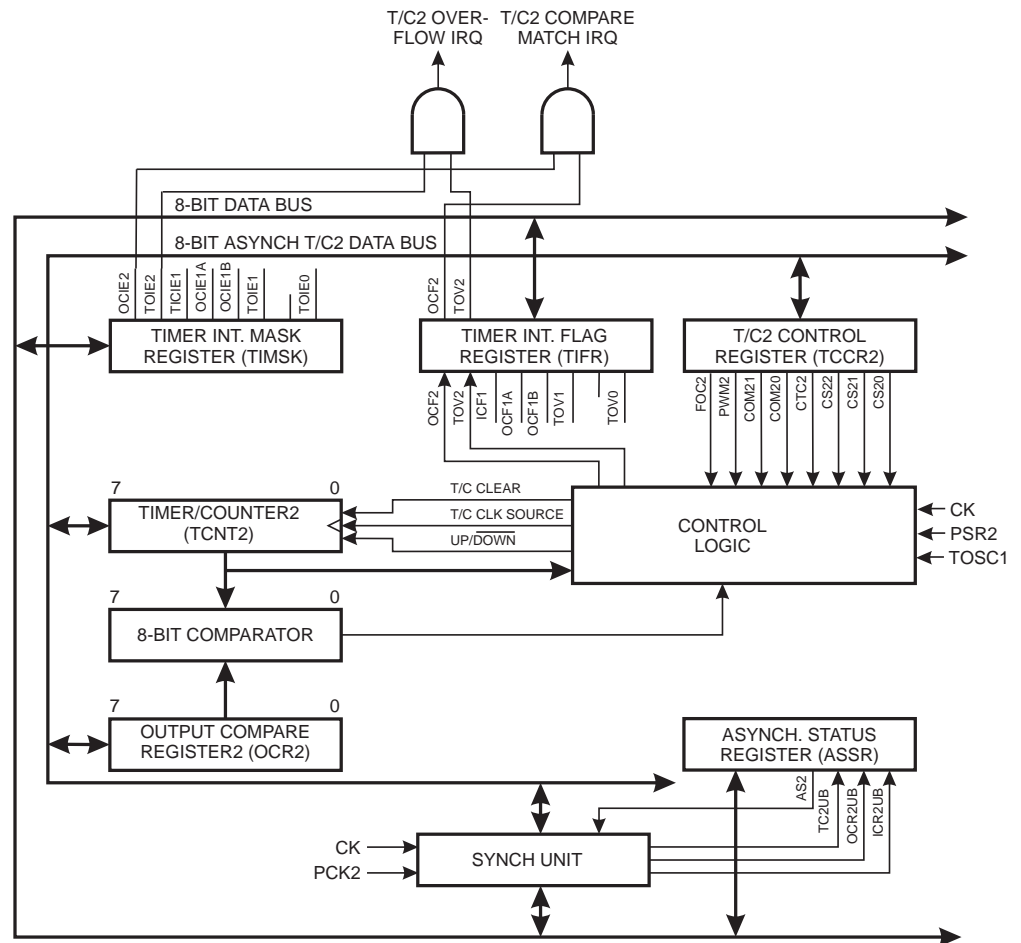 T/C2 OVER-
FLOW IRQ
T/C2 COMPARE
MATCH IRQ
8-BIT DATA BUS
8-BIT ASYNCH T/C2 DATA BUS
OCIE2
TOIE2
TICIE1
OCIE1A
OCIE1B
TOIE1
TOIE0
OCF2
TOV2
TIMER INT. MASK
REGISTER (TIMSK)
TIMER INT. FLAG
REGISTER (TIFR)
T/C2 CONTROL
REGISTER (TCCR2)
OCF2
TOV2
ICF1
OCF1A
OCF1B
TOV1
TOV0
FOC2
PWM2
COM21
COM20
CTC2
CS22
CS21
CS20
7
0
TIMER/COUNTER2
(TCNT2)
T/C CLEAR
T/C CLK SOURCE
UP/DOWN
CONTROL
LOGIC
CK
PSR2
TOSC1
7
0
8-BIT COMPARATOR
7
0
OUTPUT COMPARE
REGISTER2 (OCR2)
ASYNCH. STATUS
REGISTER (ASSR)
AS2
TC2UB
OCR2UB
ICR2UB
CK
PCK2
SYNCH UNIT